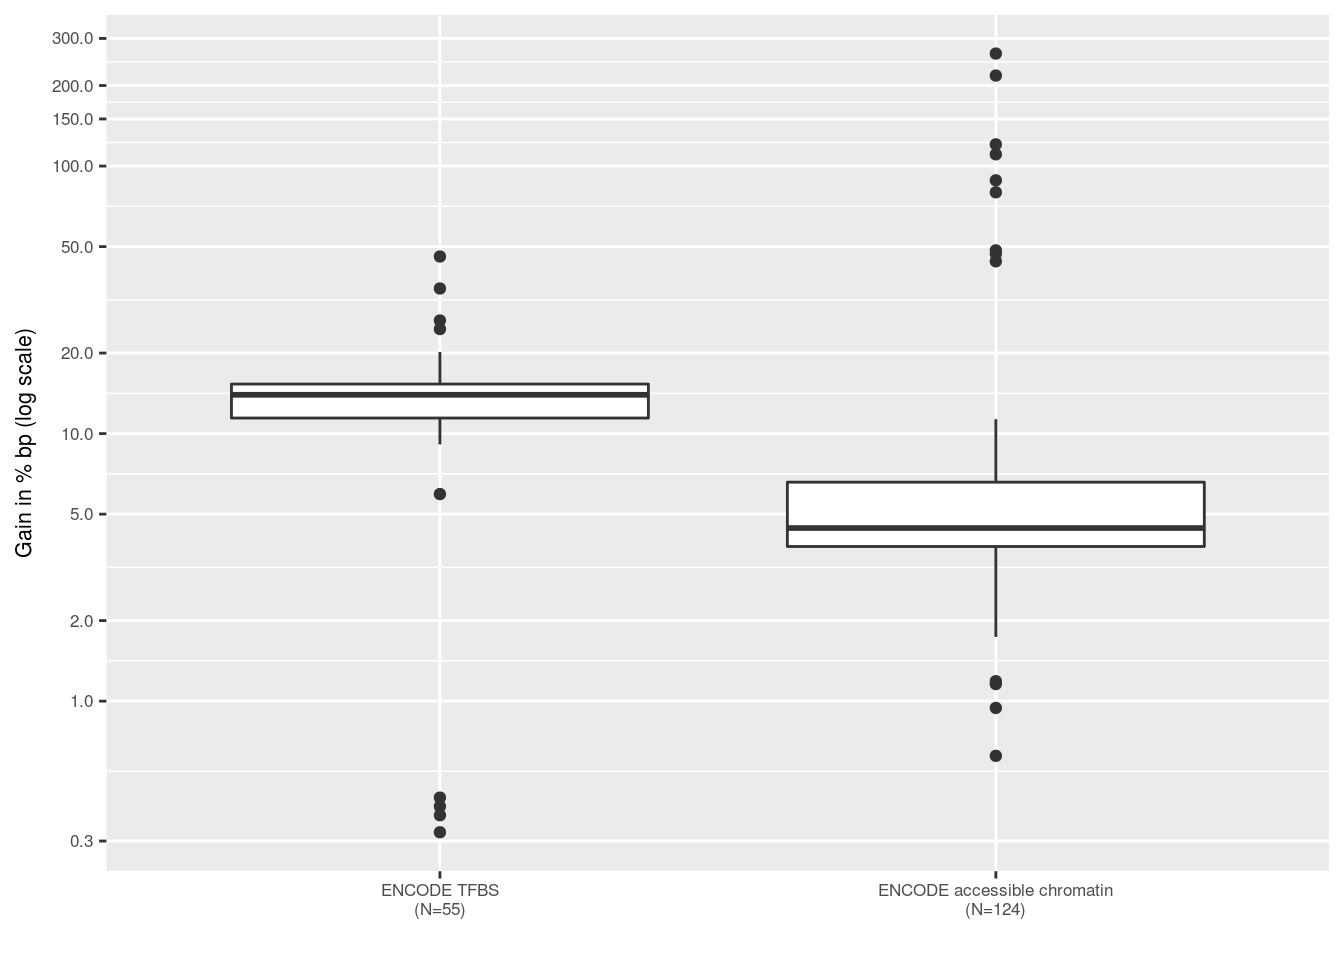 Gain in % bp (log scale)
300.0
200.0
150.0
100.0
50.0
20.0
10.0
5.0
2.0
1.0
0.3
ENCODE TFBS
(N=55)
ENCODE accessible chromatin
(N=124)